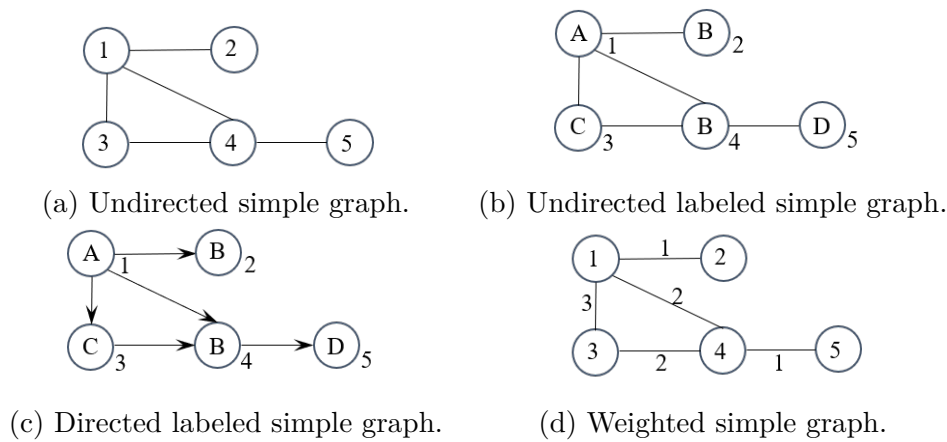 1 2
3 4 5
(a) Undirected simple graph.
A 1 B 2
C 3 B 4 D 5
(b) Undirected labeled simple graph.
A 1 B 2
C 3 B 4 D 5
(c) Directed labeled simple graph.
1 1 2
3 2
3 2 4 1 5
(d) Weighted simple graph.